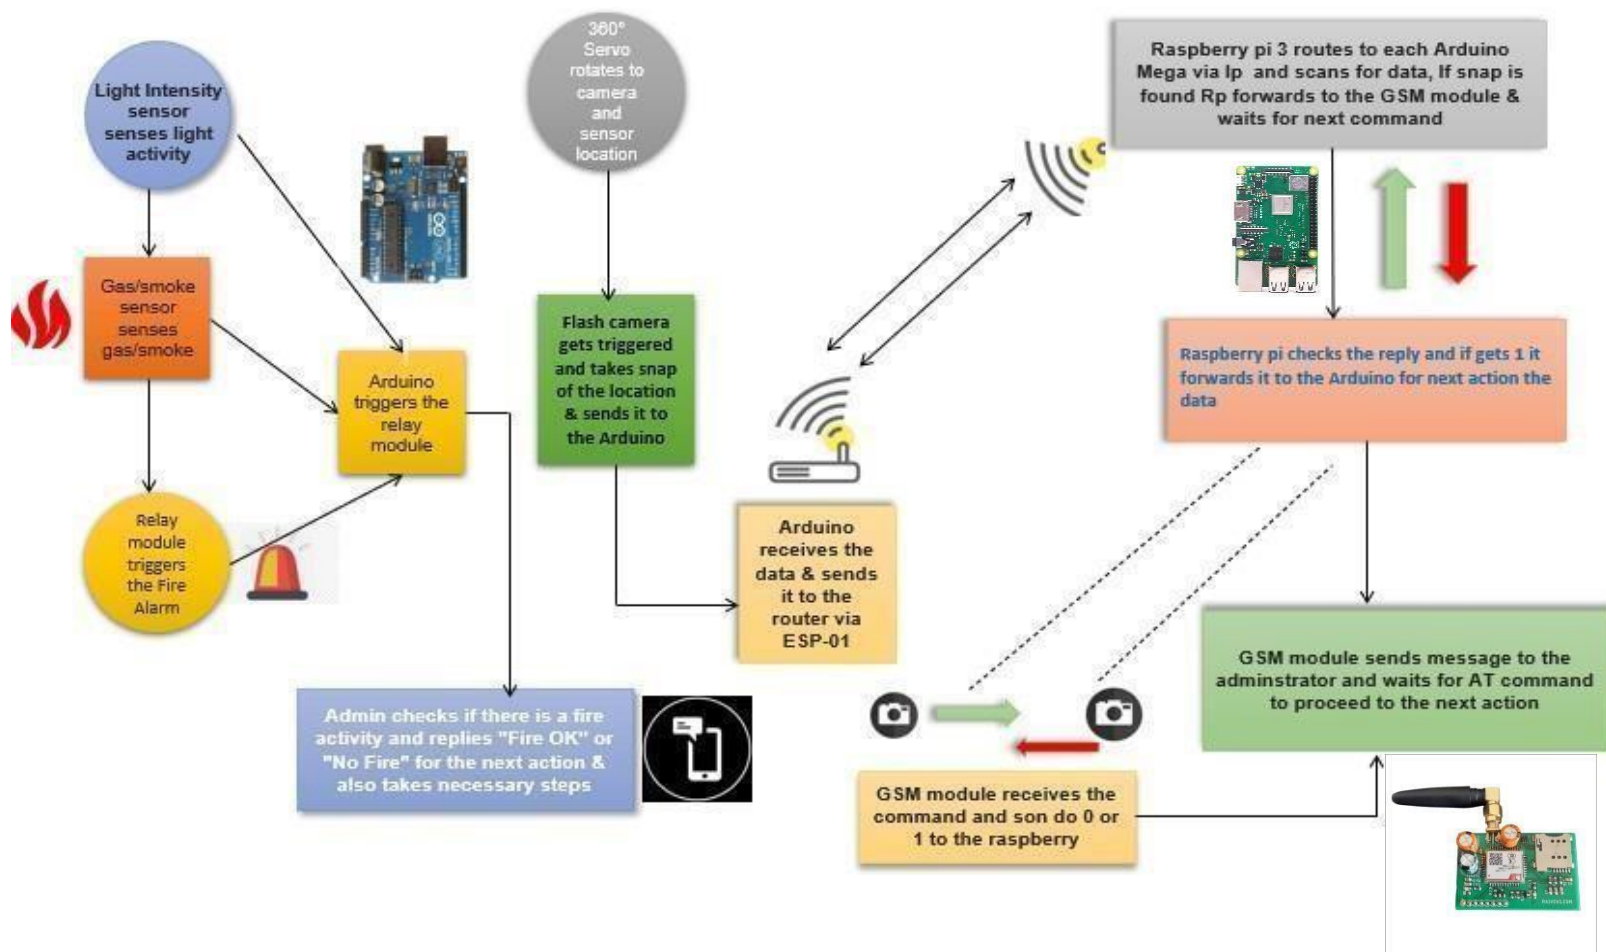 Light Intensity
sensor
senses light
activity
Gas/smoke
sensor
senses
gas/smoke
Relay
module
triggers
the Fire
Alarm
Arduino
triggers the
relay
module
Admin checks if there is a fire
activity and replies "Fire OK" or
"No Fire" for the next action &
also takes necessary steps
360°
Servo
rotates to
camera
and
sensor
location
Flash camera
gets triggered
and takes snap
of the location
& sends it to
the Arduino
Arduino
receives the
data & sends
it to the
router via
ESP-01
Raspberry pi 3 routes to each Arduino
Mega via Ip and scans for data, If snap is
found Rp forwards to the GSM module &
waits for next command
Raspberry pi checks the reply and if gets 1 it
forwards it to the Arduino for next action the
data
GSM module sends message to the
adminstrator and waits for AT command
to proceed to the next action
GSM module receives the
command and son do 0 or
1 to the raspberry